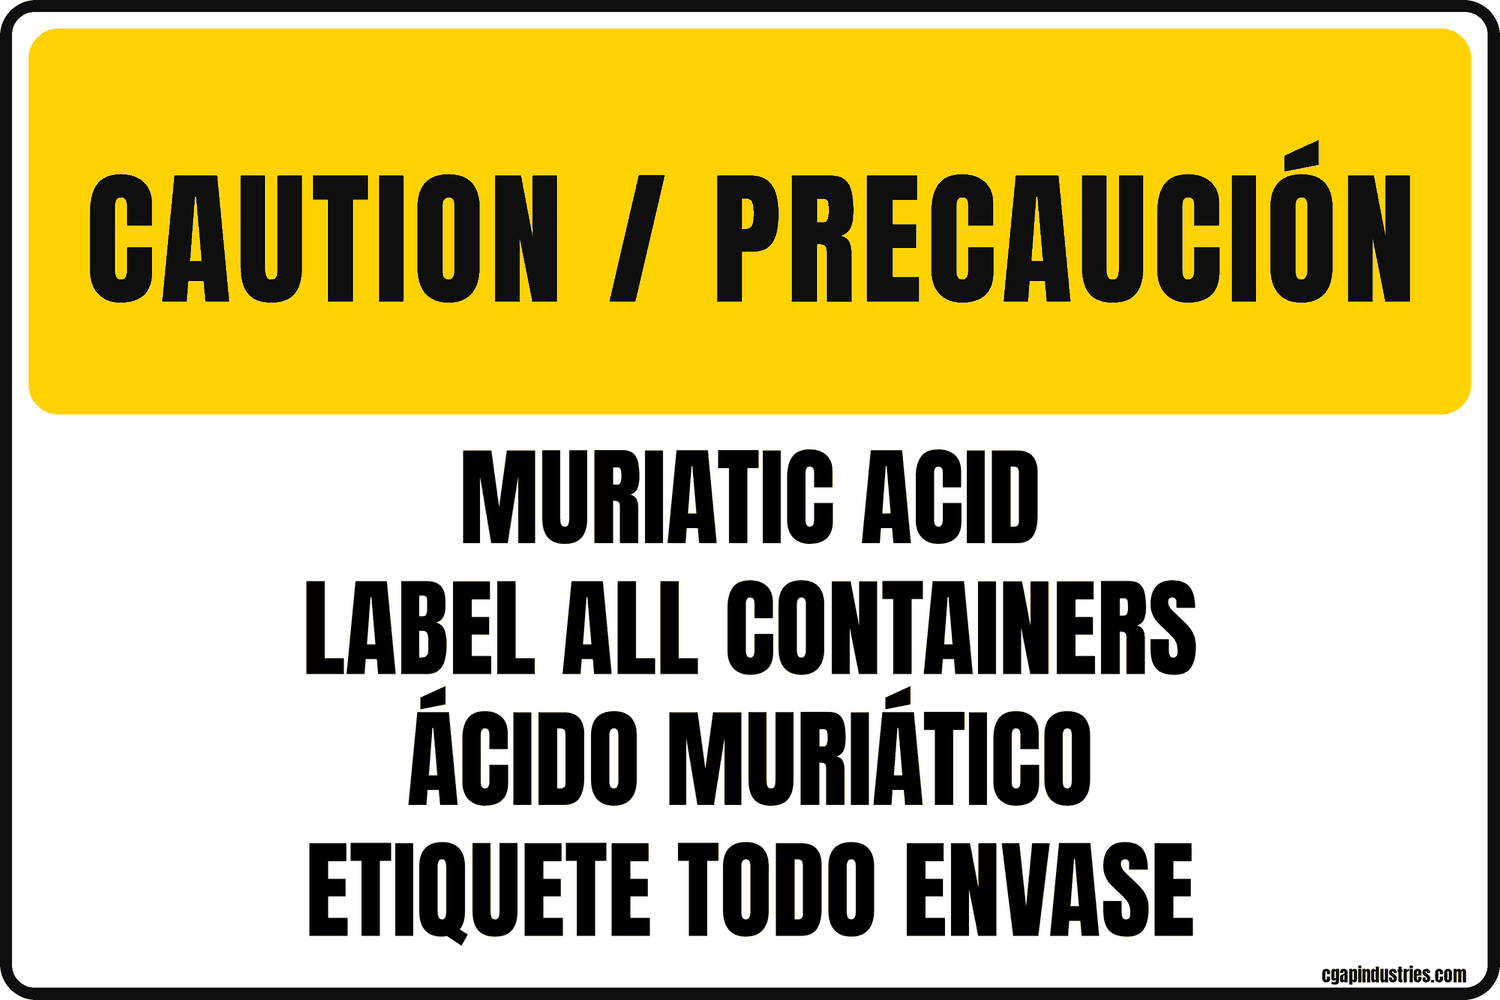 CAUTION / PRECAUCIÓN
MURIATIC ACID
LABEL ALL CONTAINERS
ÁCIDO MURIÁTICO
ETIQUETE TODO ENVASE
cgapindustries.com